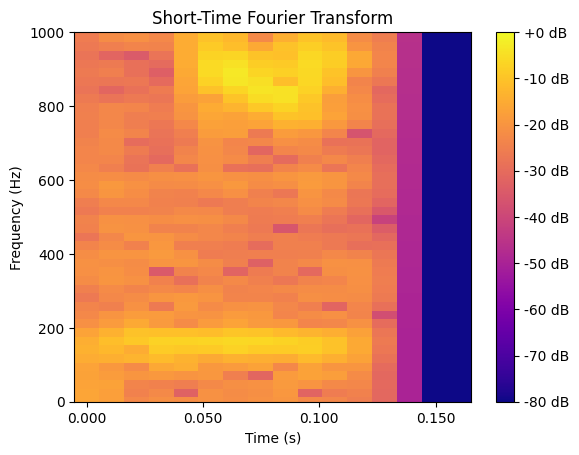 Short-Time Fourier Transform
1000
800
600
400
200
0
Frequency (Hz)
0.000
0.050
0.100
0.150
Time (s)
+0 dB
-10 dB
-20 dB
-30 dB
-40 dB
-50 dB
-60 dB
-70 dB
-80 dB